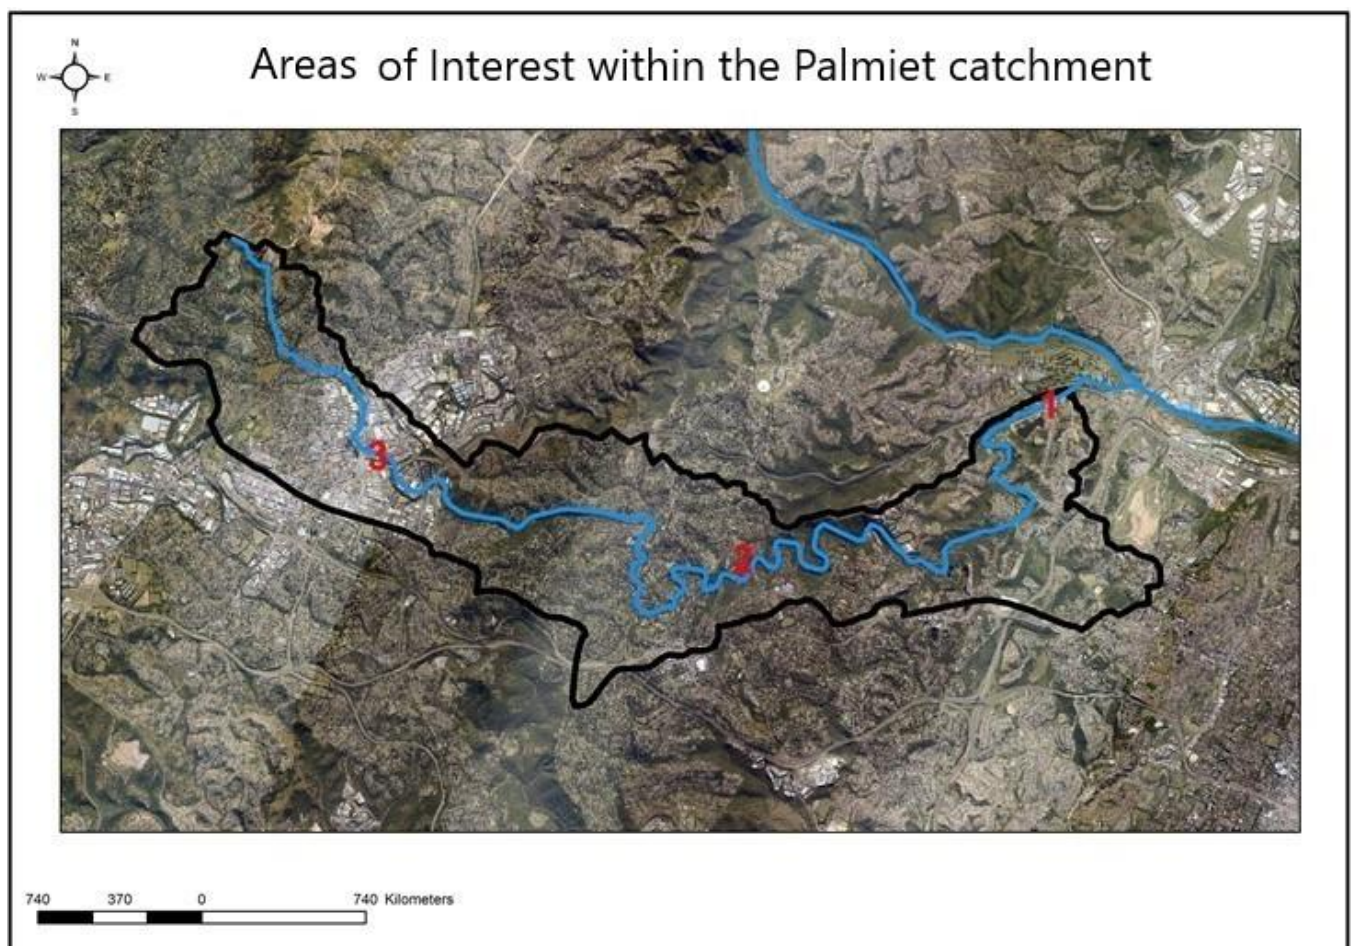 N
W E
S
Areas of Interest within the Palmiet catchment
1
3
2
740 370 0 740 Kilometers